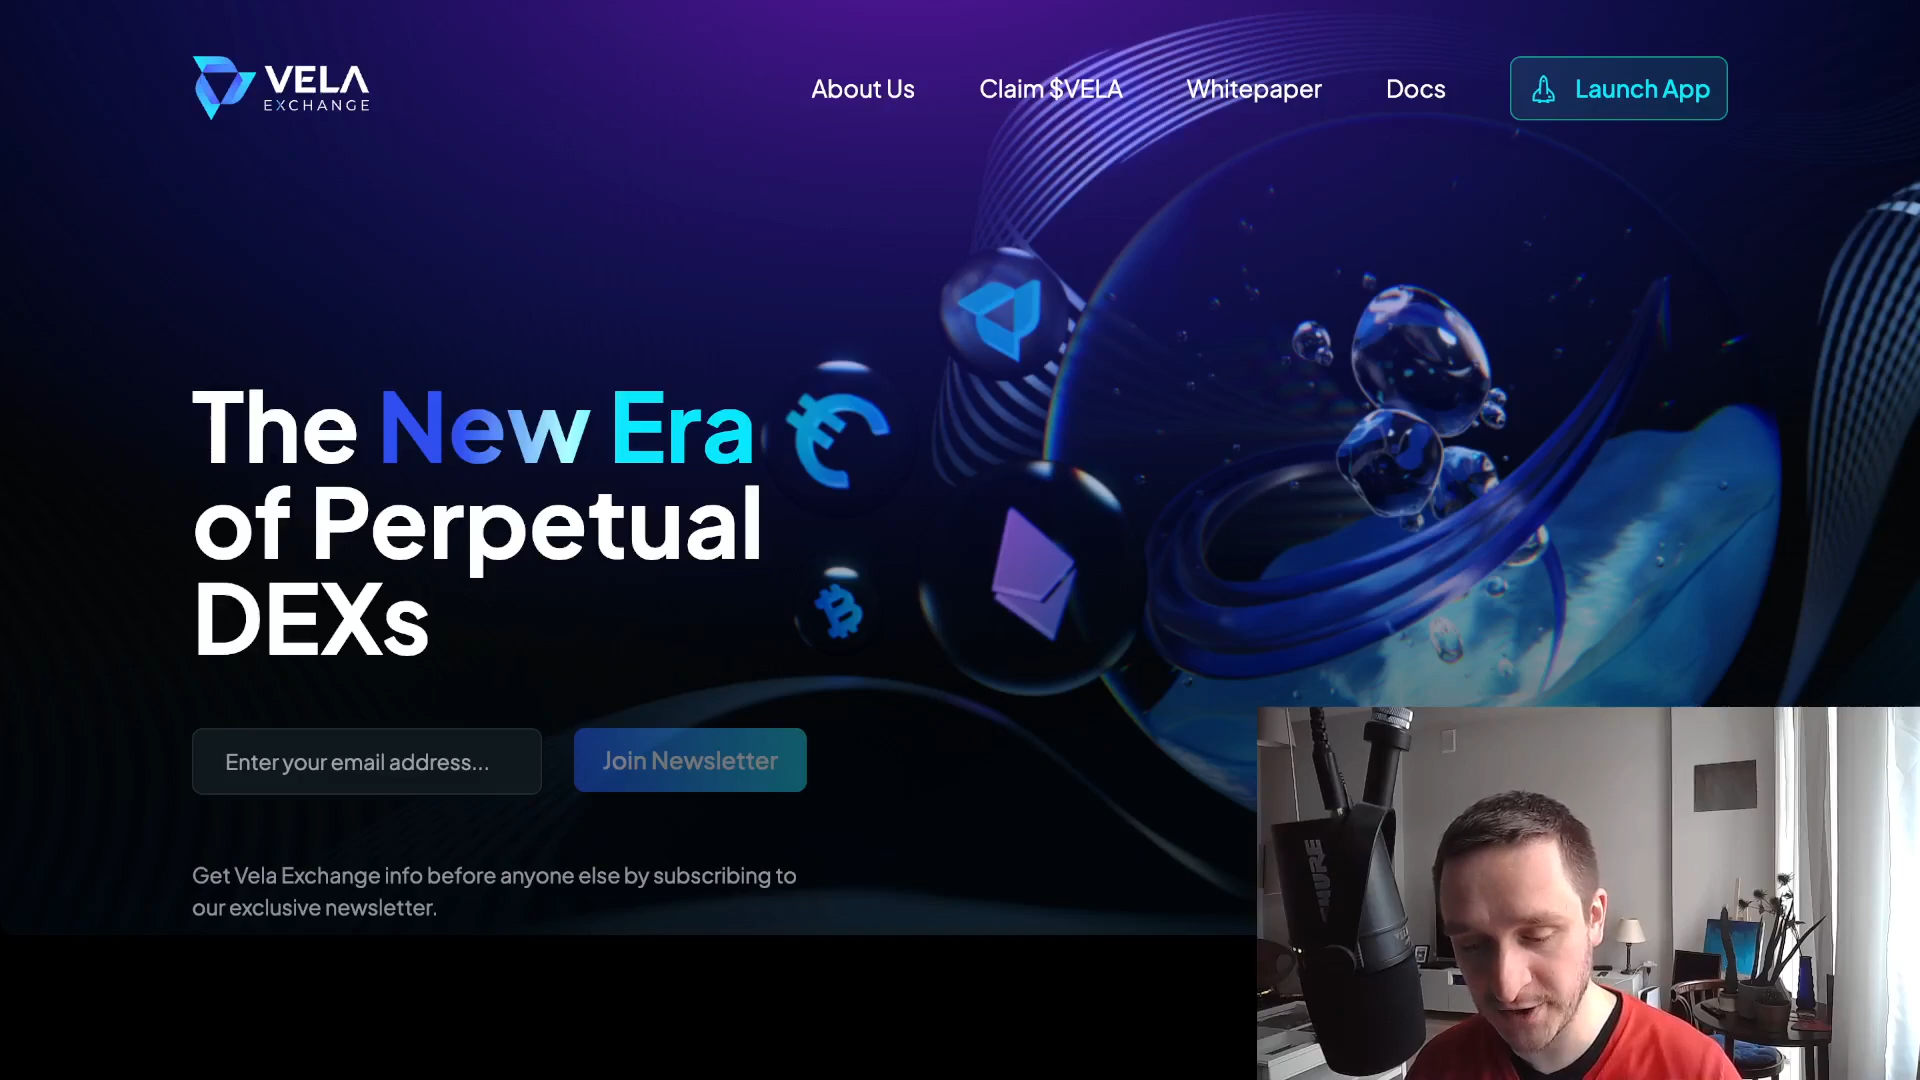 VELA
EXCHANGE
About Us
Claim $VELA
Whitepaper
Docs
Launch App
The New Era
of Perpetual
DEXs
Enter your email address...
Join Newsletter
Get Vela Exchange info before anyone else by subscribing to
our exclusive newsletter.
SHURE